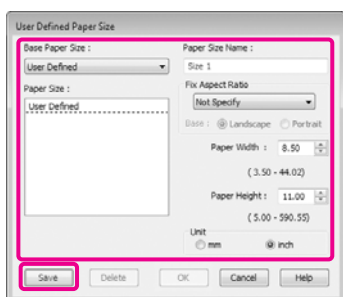 User Defined Paper Size
Base Paper Size :
User Defined
Paper Size :
User Defined
Paper Size Name :
Size 1
Fix Aspect Ratio
Not Specify
Base : Landscape Portrait
Paper Width : 8.50
(3.50 - 44.02)
Paper Height : 11.00
(5.00 - 590.55)
Unit
mm inch
Save Delete OK Cancel Help